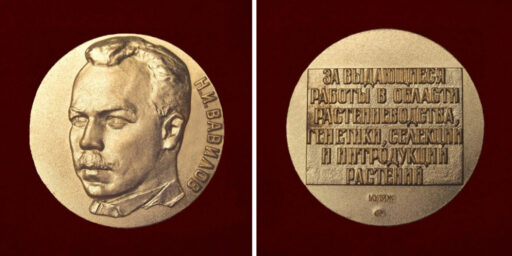 Н.И.ВАВИЛОВ
ЗА ВЫДАЮЩИЕСЯ
РАБОТЫ В ОБЛАСТИ
РАСТЕНИЕВОДСТВА,
ГЕНЕТИКИ, СЕЛЕКЦИИ
И ИНТРОДУКЦИИ
РАСТЕНИЙ